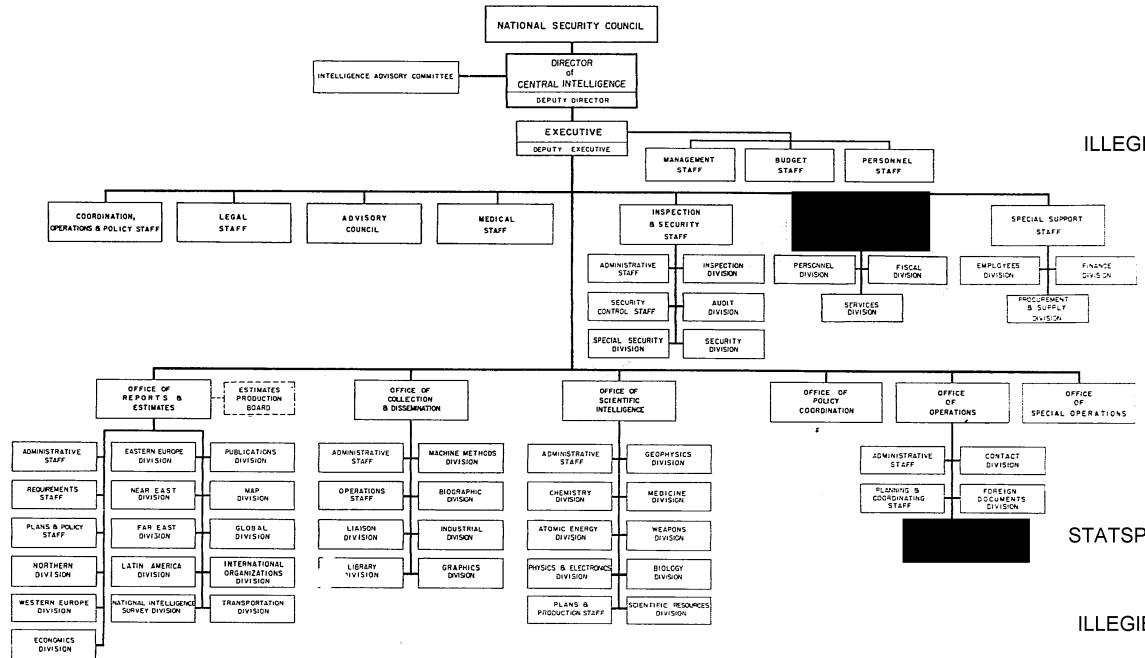 NATIONAL SECURITY COUNCIL
INTELLIGENCE ADVISORY COMMITTEE
DIRECTOR
of
CENTRAL INTELLIGENCE
DEPUTY DIRECTOR
EXECUTIVE
DEPUTY EXECUTIVE
MANAGEMENT
STAFF
BUDGET
STAFF
PERSONNEL
STAFF
COORDINATION,
OPERATIONS & POLICY STAFF
LEGAL
STAFF
ADVISORY
COUNCIL
MEDICAL
STAFF
INSPECTION
& SECURITY
STAFF
SPECIAL SUPPORT
STAFF
ADMINISTRATIVE
STAFF
INSPECTION
DIVISION
SECURITY
CONTROL STAFF
AUDIT
DIVISION
SPECIAL SECURITY
DIVISION
SECURITY
DIVISION
PERSONNEL
DIVISION
FISCAL
DIVISION
SERVICES
DIVISION
EMPLOYEES
DIVISION
FINANCE
DIVISION
PROCUREMENT
& SUPPLY
DIVISION
OFFICE OF
REPORTS &
ESTIMATES
ESTIMATES
PRODUCTION
BOARD
OFFICE OF
COLLECTION
& DISSEMINATION
OFFICE OF
SCIENTIFIC
INTELLIGENCE
OFFICE OF
POLICY
COORDINATION
OFFICE
OF
OPERATIONS
OFFICE
OF
SPECIAL OPERATIONS
ADMINISTRATIVE
STAFF
REQUIREMENTS
STAFF
PLANS & POLICY
STAFF
NORTHERN
DIVISION
WESTERN EUROPE
DIVISION
ECONOMICS
DIVISION
EASTERN EUROPE
DIVISION
NEAR EAST
DIVISION
FAR EAST
DIVISION
LATIN AMERICA
DIVISION
NATIONAL INTELLIGENCE
SURVEY DIVISION
PUBLICATIONS
DIVISION
MAP
DIVISION
GLOBAL
DIVISION
INTERNATIONAL
ORGANIZATIONS
DIVISION
TRANSPORTATION
DIVISION
ADMINISTRATIVE
STAFF
OPERATIONS
STAFF
LIAISON
DIVISION
LIBRARY
DIVISION
MACHINE METHODS
DIVISION
BIOGRAPHIC
DIVISION
INDUSTRIAL
DIVISION
GRAPHICS
DIVISION
ADMINISTRATIVE
STAFF
CHEMISTRY
DIVISION
ATOMIC ENERGY
DIVISION
PHYSICS & ELECTRONICS
DIVISION
PLANS &
PRODUCTION STAFF
GEOPHYSICS
DIVISION
MEDICINE
DIVISION
WEAPONS
DIVISION
BIOLOGY
DIVISION
SCIENTIFIC RESOURCES
DIVISION
ADMINISTRATIVE
STAFF
CONTACT
DIVISION
PLANNING &
COORDINATING
STAFF
FOREIGN
DOCUMENTS
DIVISION
STATSP